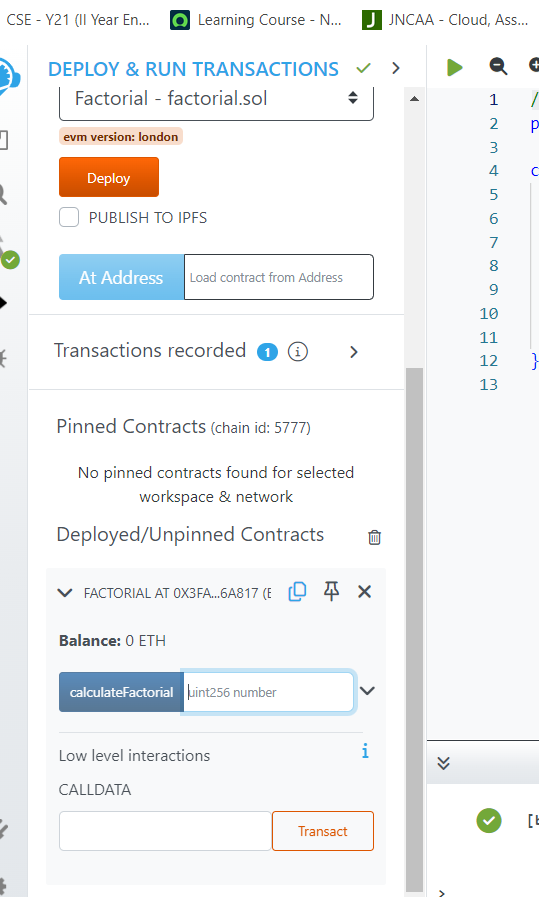 CSE - Y21 (II Year En...
Learning Course - N...
J JNCAA - Cloud, Ass...
DEPLOY & RUN TRANSACTIONS
Factorial - factorial.sol
evm version: london
Deploy
PUBLISH TO IPFS
At Address
Load contract from Address
Transactions recorded 1 i
Pinned Contracts (chain id: 5777)
No pinned contracts found for selected
workspace & network
Deployed/Unpinned Contracts
FACTORIAL AT 0X3FA...6A817 (
Balance: 0 ETH
calculateFactorial
uint256 number
Low level interactions
i
CALLDATA
Transact
1 /
2 p
3
4 c
5
6
7
8
9
10
11
12 }
13
[
>